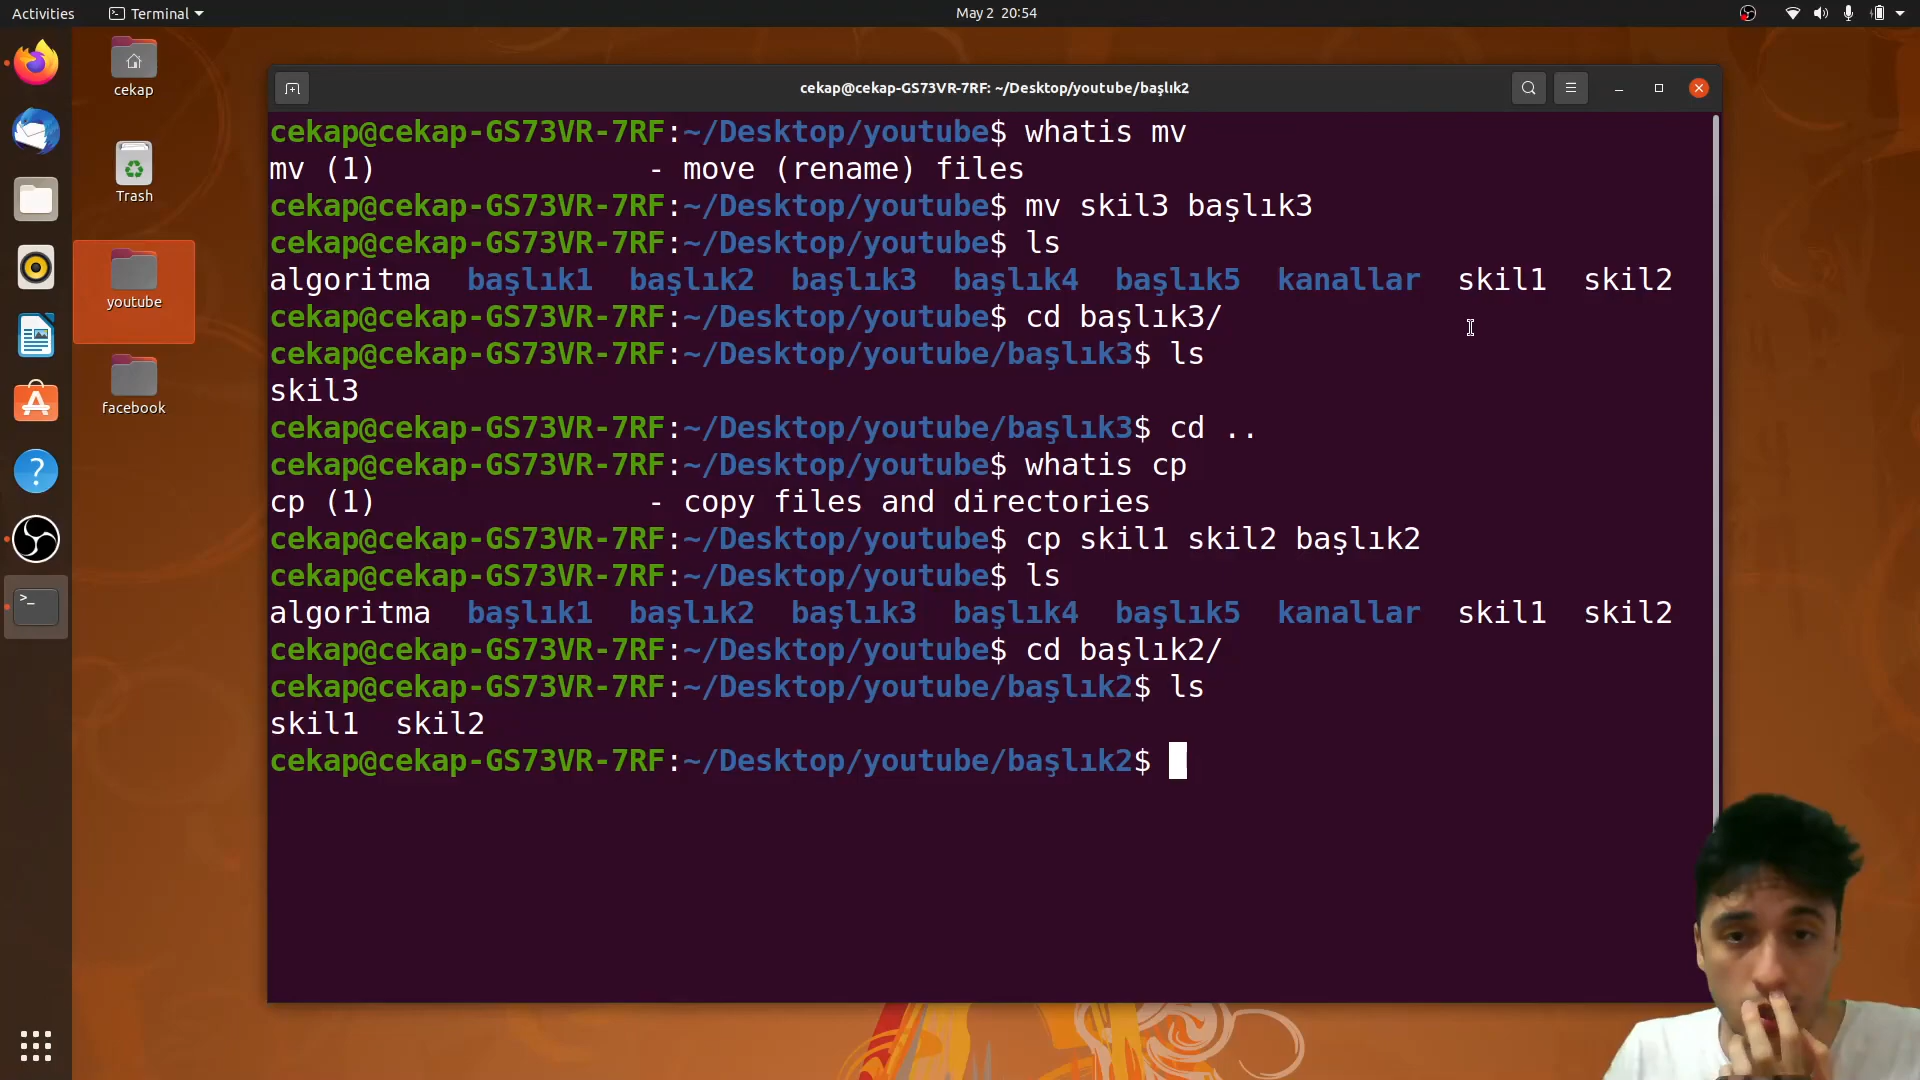 Activities
Terminal
May 2 20:54
cekap
Trash
youtube
facebook
cekap@cekap-GS73VR-7RF: ~/Desktop/youtube/başlık2
cekap@cekap-GS73VR-7RF:~/Desktop/youtube$ whatis mv
mv (1)               - move (rename) files
cekap@cekap-GS73VR-7RF:~/Desktop/youtube$ mv skil3 başlık3
cekap@cekap-GS73VR-7RF:~/Desktop/youtube$ ls
algoritma  başlık1  başlık2  başlık3  başlık4  başlık5  kanallar  skil1  skil2
cekap@cekap-GS73VR-7RF:~/Desktop/youtube$ cd başlık3/
cekap@cekap-GS73VR-7RF:~/Desktop/youtube/başlık3$ ls
skil3
cekap@cekap-GS73VR-7RF:~/Desktop/youtube/başlık3$ cd ..
cekap@cekap-GS73VR-7RF:~/Desktop/youtube$ whatis cp
cp (1)               - copy files and directories
cekap@cekap-GS73VR-7RF:~/Desktop/youtube$ cp skil1 skil2 başlık2
cekap@cekap-GS73VR-7RF:~/Desktop/youtube$ ls
algoritma  başlık1  başlık2  başlık3  başlık4  başlık5  kanallar  skil1  skil2
cekap@cekap-GS73VR-7RF:~/Desktop/youtube$ cd başlık2/
cekap@cekap-GS73VR-7RF:~/Desktop/youtube/başlık2$ ls
skil1  skil2
cekap@cekap-GS73VR-7RF:~/Desktop/youtube/başlık2$